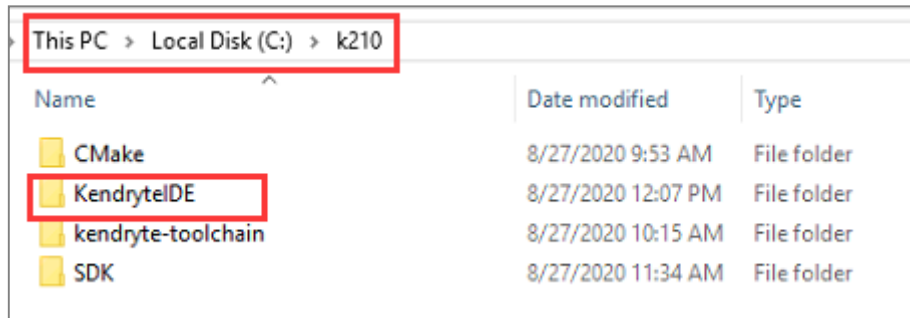 This PC > Local Disk (C:) > k210
Name Date modified Type
CMake 8/27/2020 9:53 AM File folder
KendryteIDE 8/27/2020 12:07 PM File folder
kendryte-toolchain 8/27/2020 10:15 AM File folder
SDK 8/27/2020 11:34 AM File folder